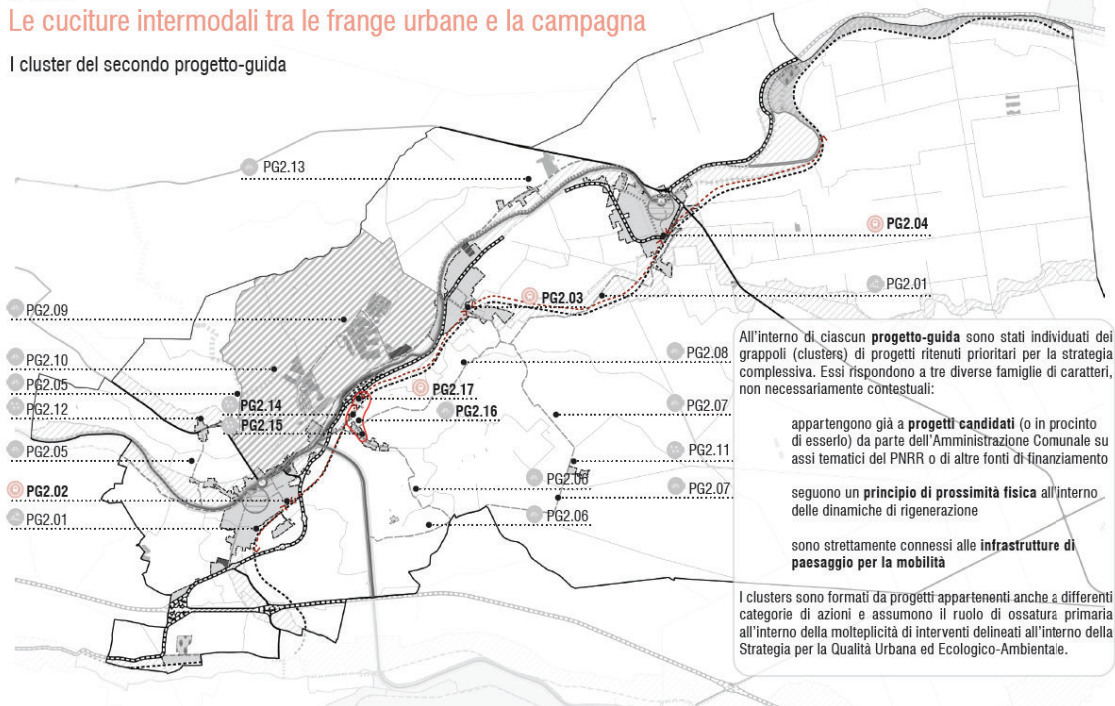 Le cuciture intermodali tra le frange urbane e la campagna
I cluster del secondo progetto-guida
PG2.13
PG2.04
PG2.01
PG2.03
PG2.09
PG2.10
PG2.05
PG2.12
PG2.05
PG2.02
PG2.01
PG2.14
PG2.15
PG2.17
PG2.16
PG2.06
PG2.06
PG2.08
PG2.07
PG2.11
PG2.07
All'interno di ciascun progetto-guida sono stati individuati dei
grappoli (clusters) di progetti ritenuti prioritari per la strategia
complessiva. Essi rispondono a tre diverse famiglie di caratteri,
non necessariamente contestuali:
appartengono già a progetti candidati (o in procinto
di esserlo) da parte dell'Amministrazione Comunale su
assi tematici del PNRR o di altre fonti di finanziamento
seguono un principio di prossimità fisica all'interno
delle dinamiche di rigenerazione
sono strettamente connessi alle infrastrutture di
paesaggio per la mobilità
I clusters sono formati da progetti appartenenti anche a differenti
categorie di azioni e assumono il ruolo di ossatura primaria
all'interno della molteplicità di interventi delineati all'interno della
Strategia per la Qualità Urbana ed Ecologico-Ambientale.